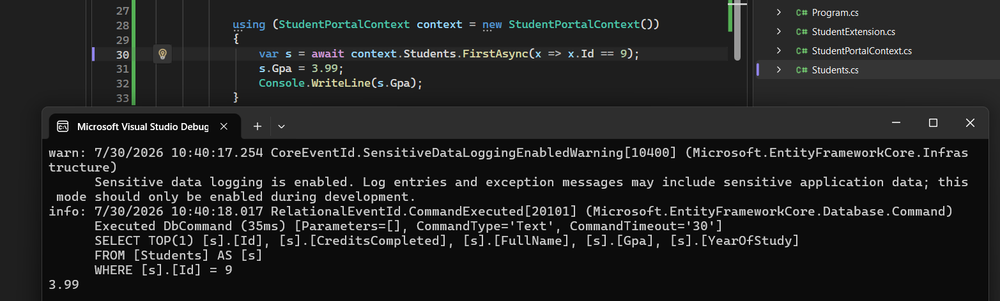 27
28 using (StudentPortalContext context = new StudentPortalContext())
29 {
30 var s = await context.Students.FirstAsync(x => x.Id == 9);
31 s.Gpa = 3.99;
32 Console.WriteLine(s.Gpa);
33 }
C# Program.cs
C# StudentExtension.cs
C# StudentPortalContext.cs
C# Students.cs
Microsoft Visual Studio Debug
warn: 7/30/2026 10:40:17.254 CoreEventId.SensitiveDataLoggingEnabledWarning[10400] (Microsoft.EntityFrameworkCore.Infras
tructure)
Sensitive data logging is enabled. Log entries and exception messages may include sensitive application data; this
mode should only be enabled during development.
info: 7/30/2026 10:40:18.017 RelationalEventId.CommandExecuted[20101] (Microsoft.EntityFrameworkCore.Database.Command)
Executed DbCommand (35ms) [Parameters=[], CommandType='Text', CommandTimeout='30']
SELECT TOP(1) [s].[Id], [s].[CreditsCompleted], [s].[FullName], [s].[Gpa], [s].[YearOfStudy]
FROM [Students] AS [s]
WHERE [s].[Id] = 9
3.99